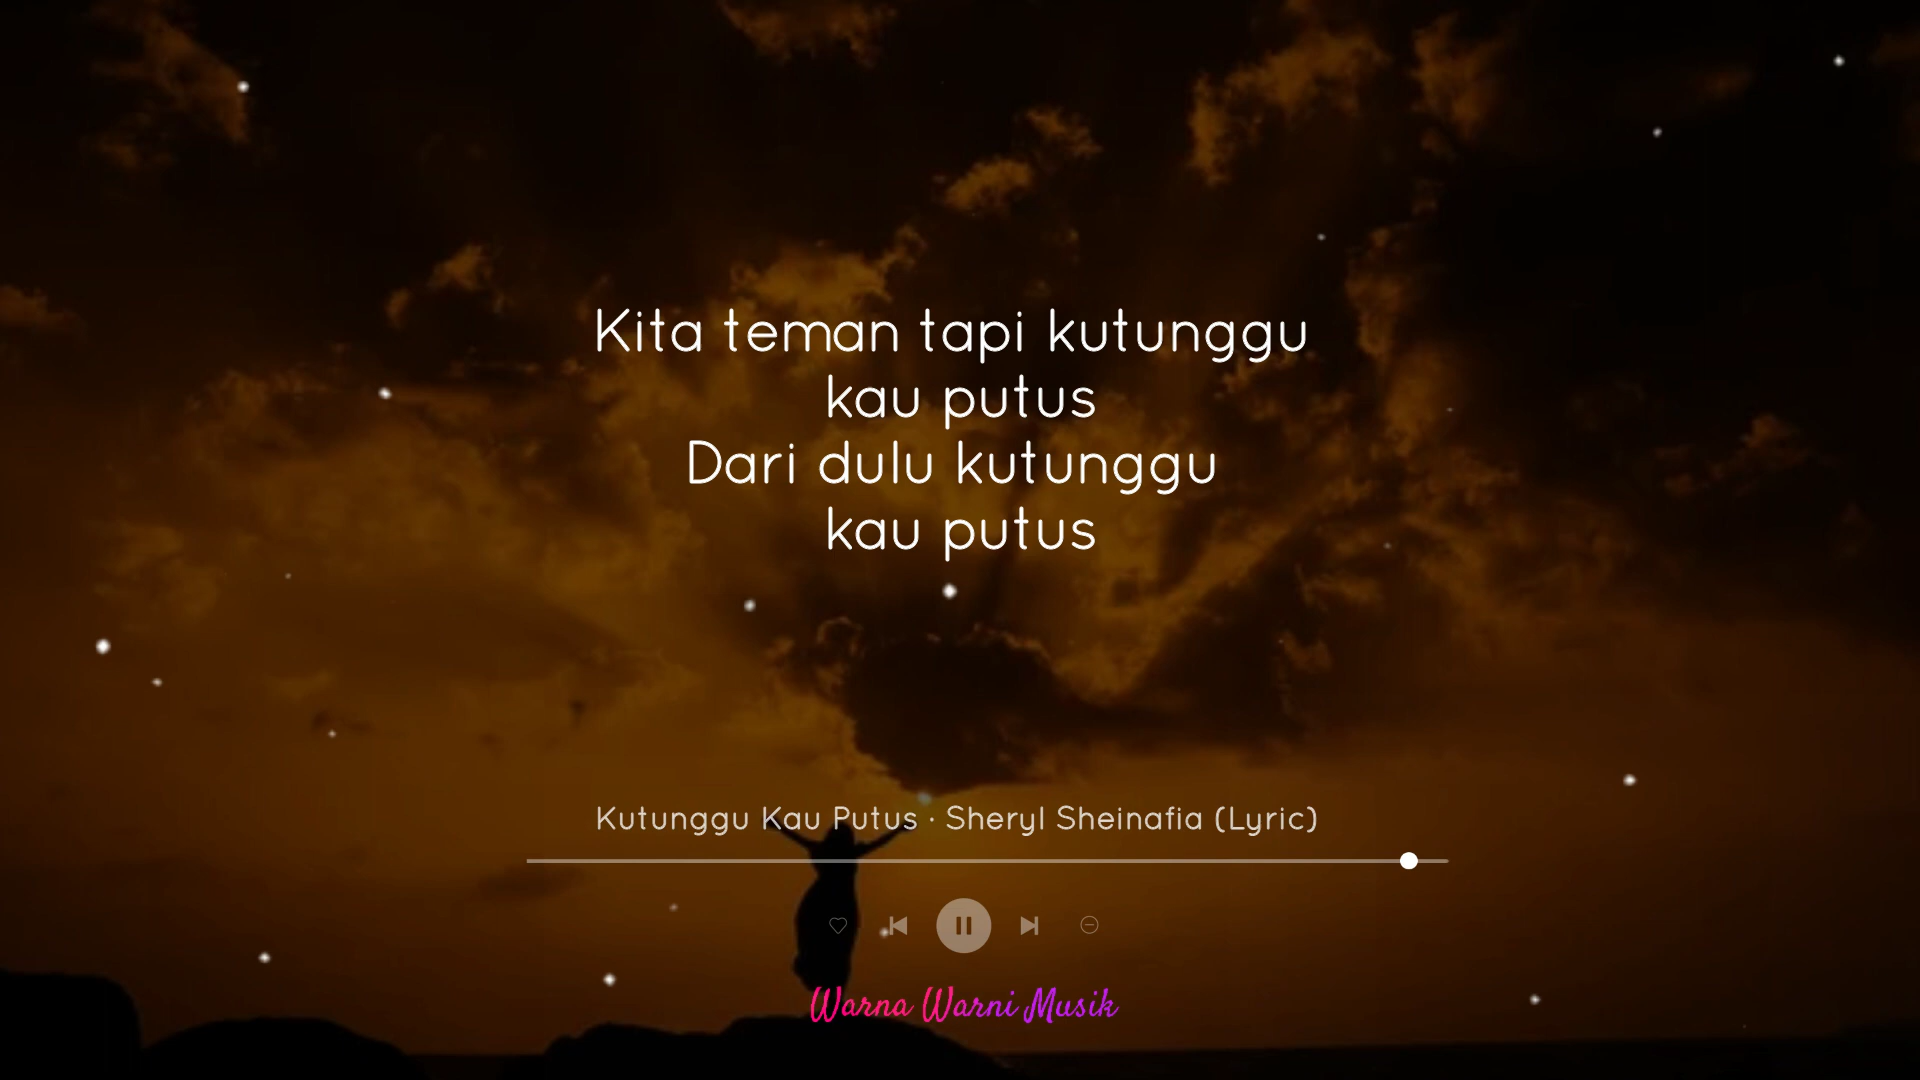 Kita teman tapi kutunggu
kau putus
Dari dulu kutunggu
kau putus
Kutunggu Kau Putus · Sheryl Sheinafia (Lyric)
Warna Warni Musik